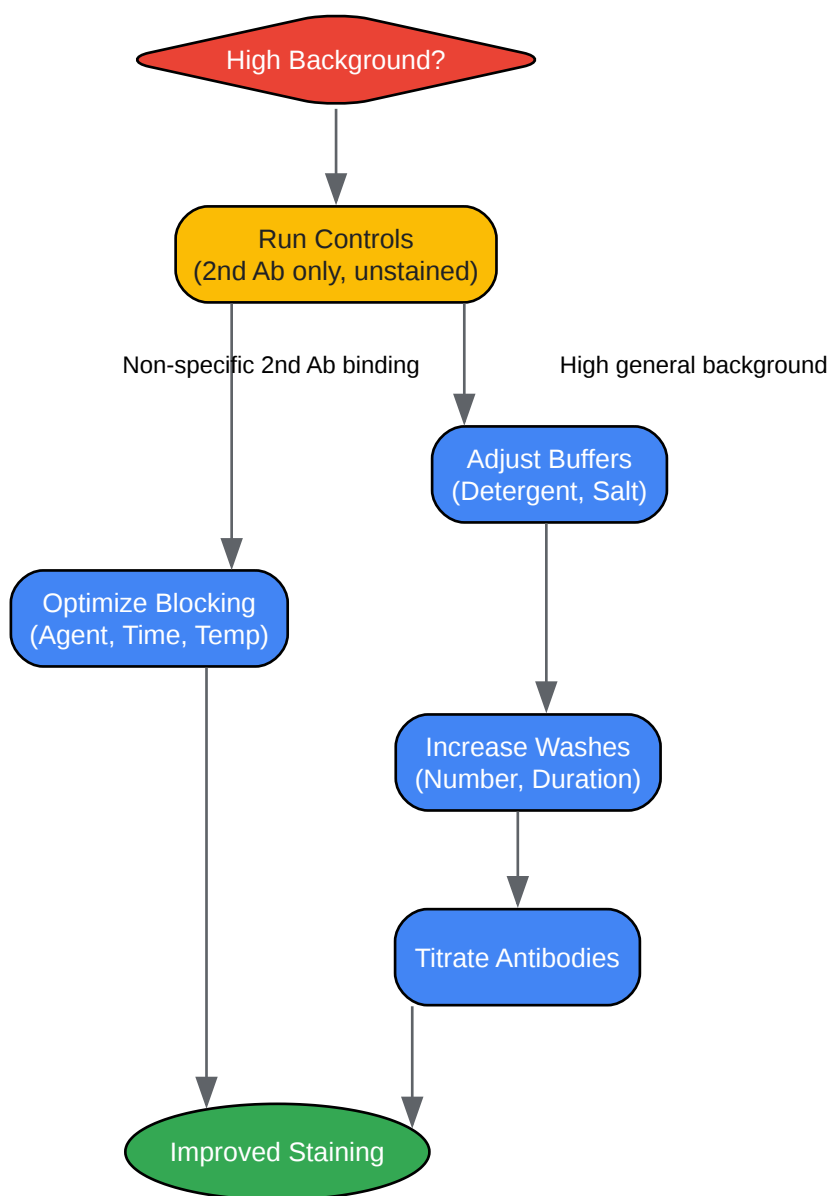 High Background?
Run Controls
(2nd Ab only, unstained)
Non-specific 2nd Ab binding
High general background
Adjust Buffers
(Detergent, Salt)
Optimize Blocking
(Agent, Time, Temp)
Increase Washes
(Number, Duration)
Titrate Antibodies
Improved Staining